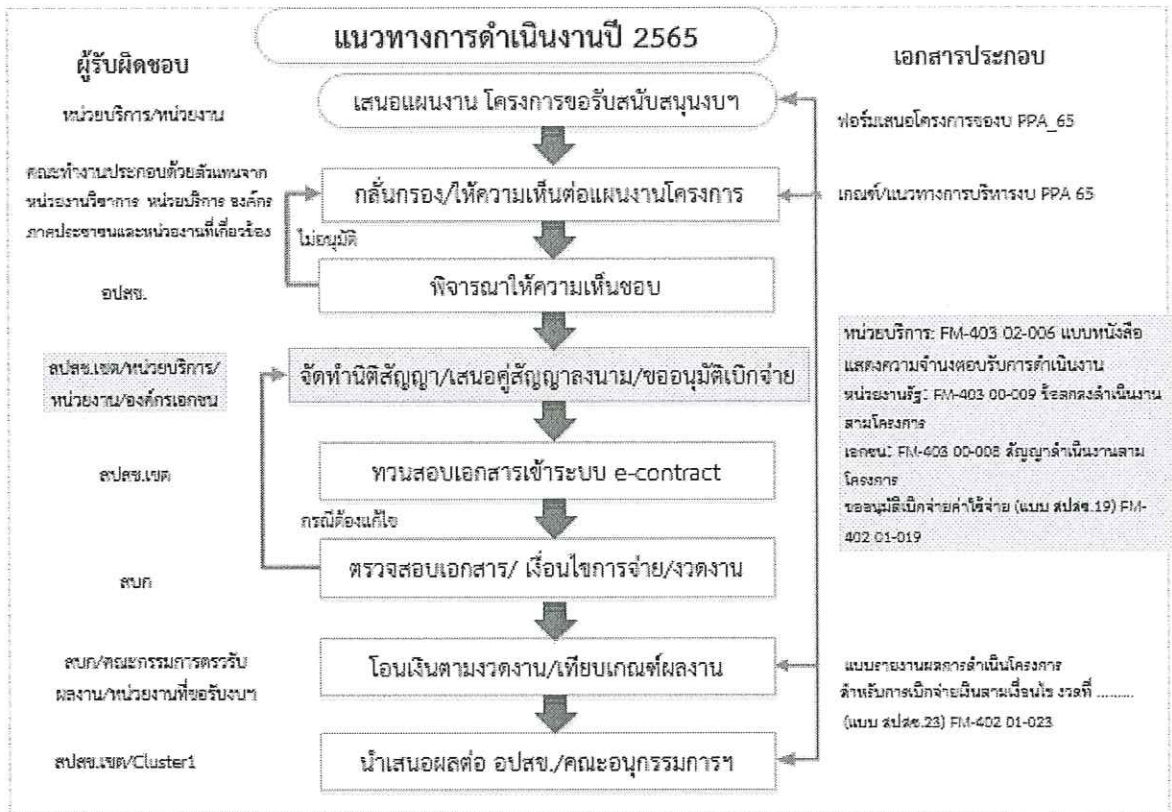 แนวทางการดำเนินงานปี 2565
ผู้รับผิดชอบ
เอกสารประกอบ
หน่วยบริการ/หน่วยงาน
เสนอแผนงาน โครงการขอรับสนับสนุนงบฯ
ฟอร์มเสนอโครงการของบ PPA_65
คณะทำงานประกอบด้วยตัวแทนจาก
หน่วยงานวิชาการ หน่วยบริการ องค์กร
ภาคประชาชนและหน่วยงานที่เกี่ยวข้อง
กลั่นกรอง/ให้ความเห็นต่อแผนงานโครงการ
เกณฑ์/แนวทางการบริหารงบ PPA 65
ไม่อนุมัติ
อปสข.
พิจารณาให้ความเห็นชอบ
สปสข.เขต/หน่วยบริการ/
หน่วยงาน/องค์กรเอกชน
จัดทำนิติสัญญา/เสนอคู่สัญญาลงนาม/ขออนุมัติเบิกจ่าย
หน่วยบริการ: FM-403 02-006 แบบหนังสือ
แสดงความจำนงตอบรับการดำเนินงาน
หน่วยงานรัฐ: FM-403 00-009 ข้อตกลงดำเนินงาน
ตามโครงการ
เอกชน: FM-403 00-008 สัญญาดำเนินงานตาม
โครงการ
ขออนุมัติเบิกจ่ายค่าใช้จ่าย (แบบ สปสช.19) FM-
402 01-019
สปสช.เขต
ทวนสอบเอกสารเข้าระบบ e-contract
กรณีต้องแก้ไข
สบก
ตรวจสอบเอกสาร/ เงื่อนไขการจ่าย/งวดงาน
สบก/คณะกรรมการตรวจรับ
ผลงาน/หน่วยงานที่ขอรับงบฯ
โอนเงินตามงวดงาน/เทียบเกณฑ์ผลงาน
แบบรายงานผลการดำเนินโครงการ
สำหรับการเบิกจ่ายเงินตามเงื่อนไข งวดที่ .........
(แบบ สปสช.23) FM-402 01-023
สปสช.เขต/Cluster1
นำเสนอผลต่อ อปสข./คณะอนุกรรมการฯ